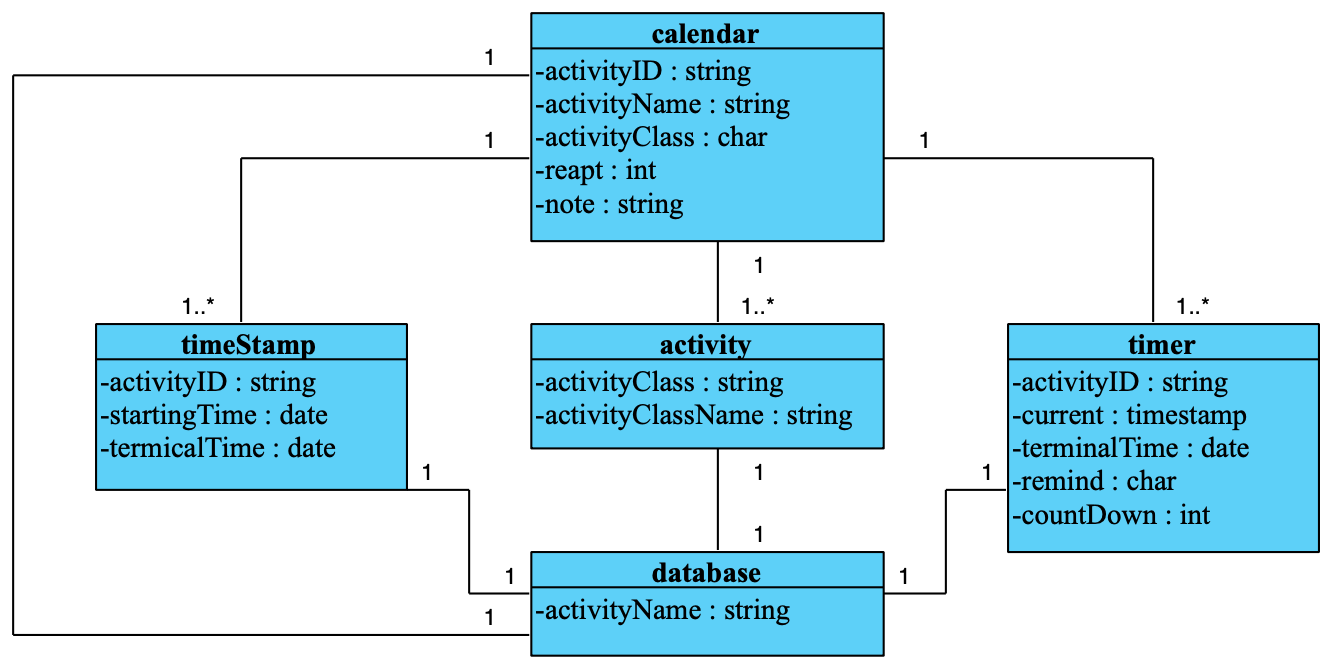 calendar
1
-activityID : string
-activityName : string
1
-activityClass : char
1
-reapt : int
-note : string
1
1..*
1..*
1..*
timeStamp
-activityID : string
-startingTime : date
-termicalTime : date
activity
-activityClass : string
-activityClassName : string
timer
-activityID : string
-current : timestamp
-terminalTime : date
-remind : char
-countDown : int
1
1
1
1
1
1
database
-activityName : string
1